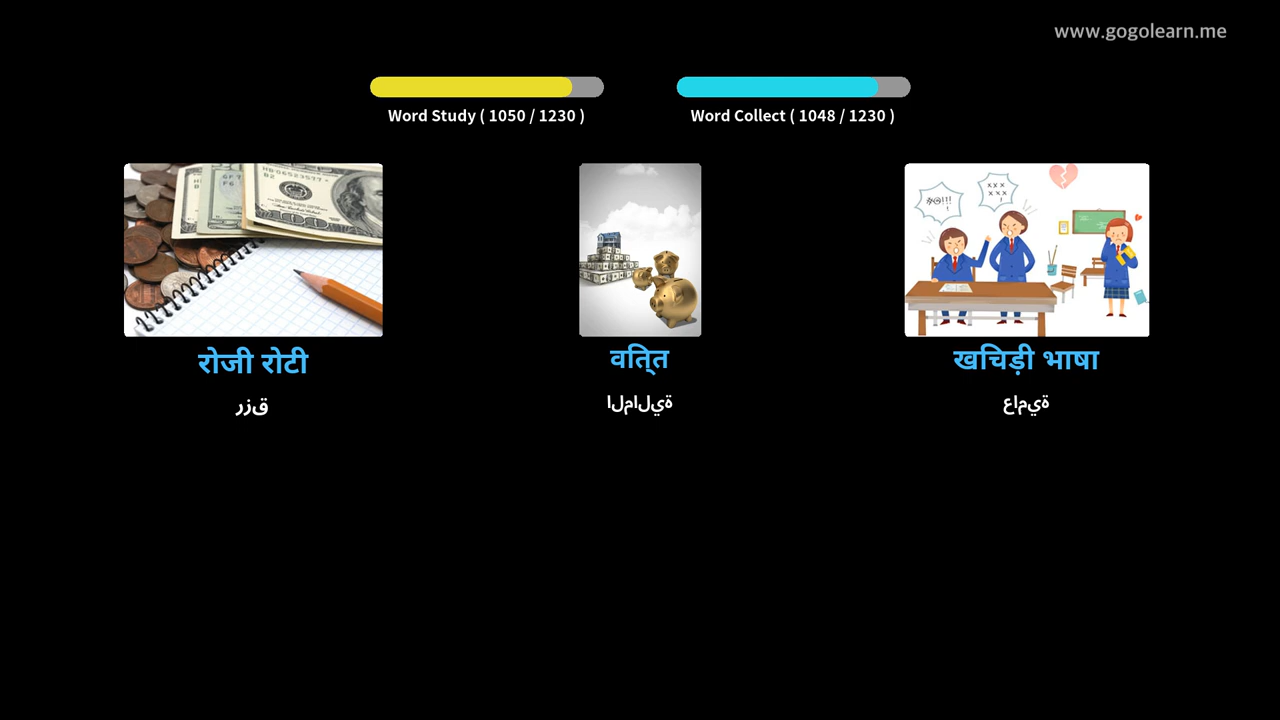 www.gogolearn.me
Word Study ( 1050 / 1230 )
Word Collect ( 1048 / 1230 )
रोजी रोटी
वति्त
खचिड़ी भाषा
رزق
المالية
عامية